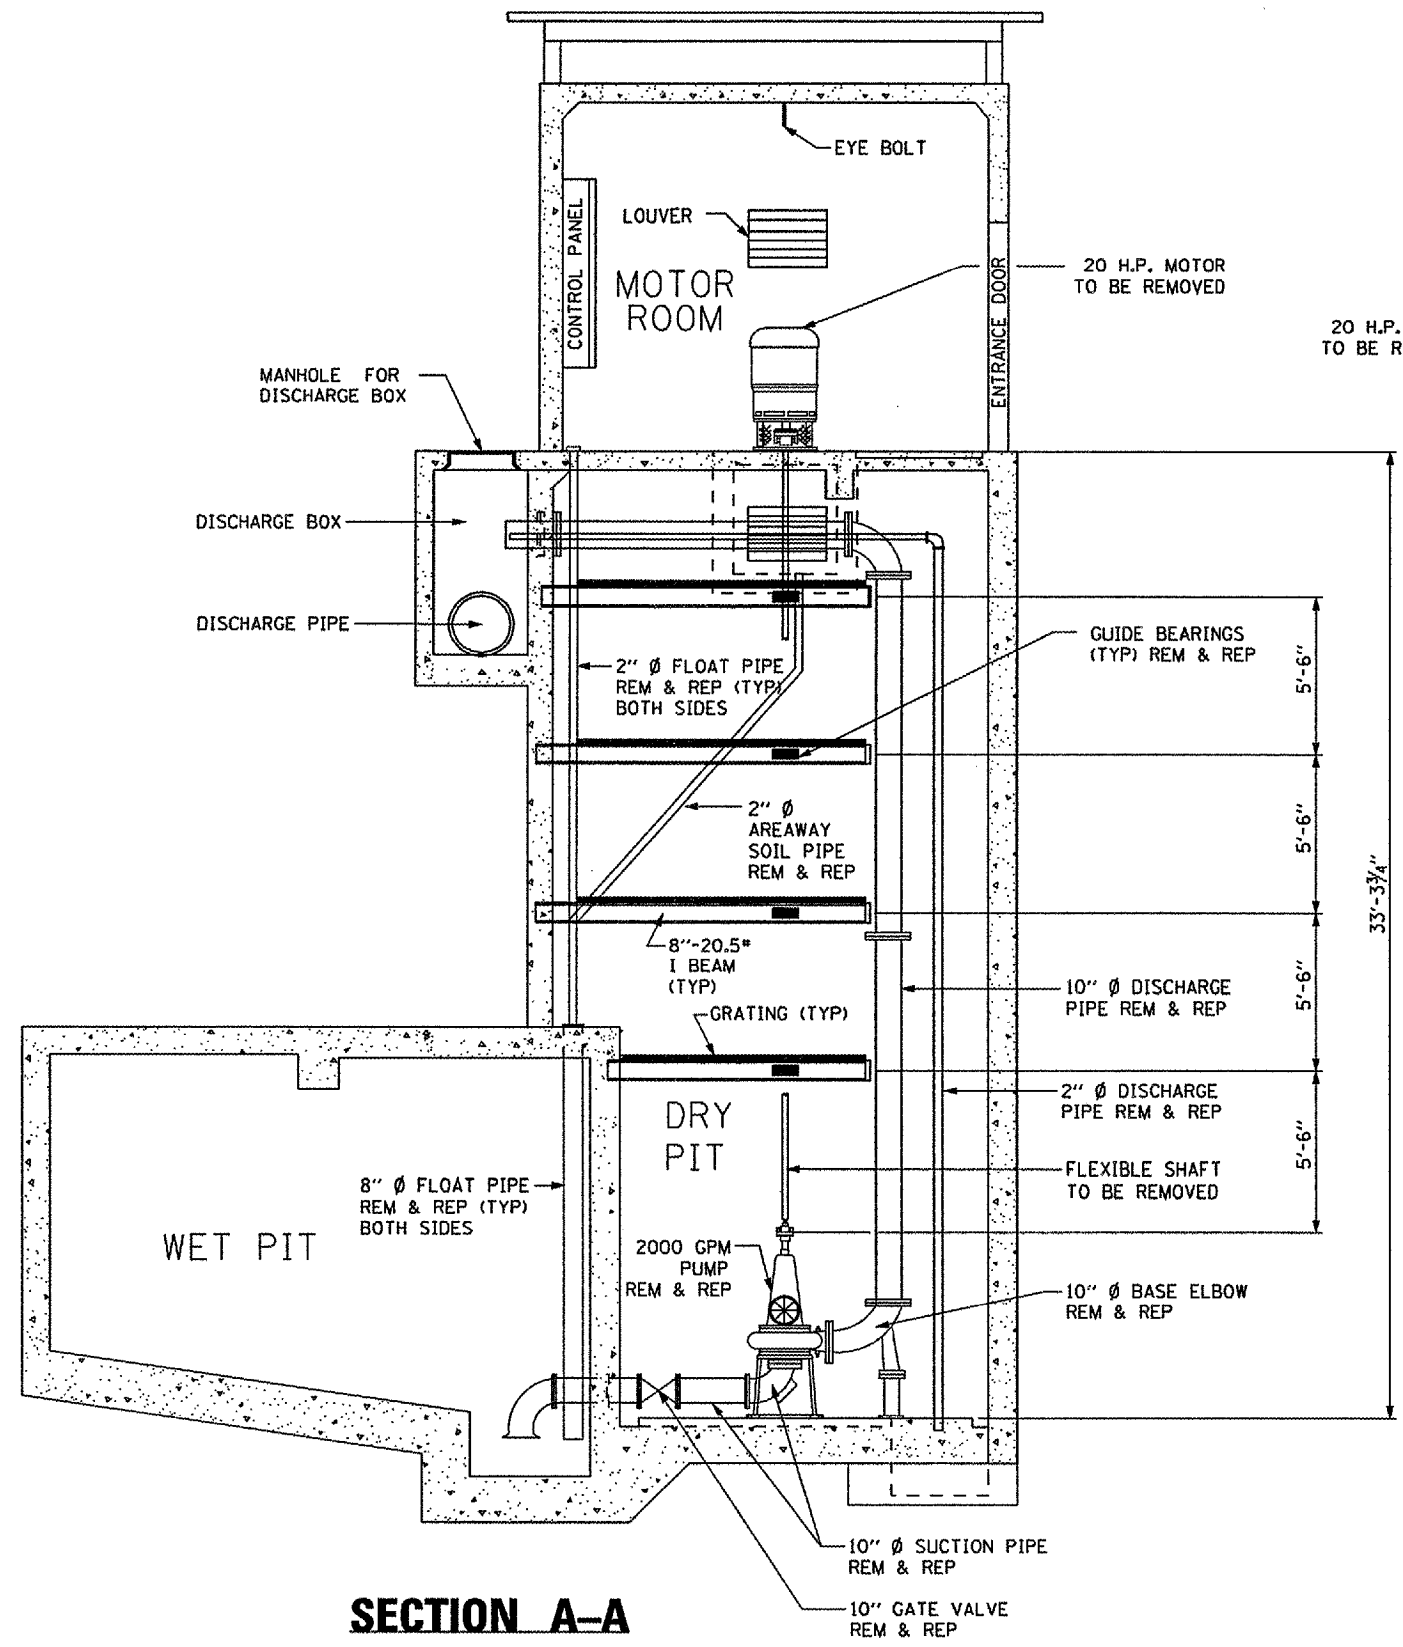 EYE BOLT
LOUVER
CONTROL PANEL
MOTOR
ROOM
ENTRANCE DOOR
20 H.P. MOTOR
TO BE REMOVED
20 H.P.
TO BE R
MANHOLE FOR
DISCHARGE BOX
DISCHARGE BOX
DISCHARGE PIPE
GUIDE BEARINGS
(TYP) REM & REP
2" Ø FLOAT PIPE
REM & REP (TYP)
BOTH SIDES
5'-6"
2" Ø
AREAWAY
SOIL PIPE
REM & REP
5'-6"
33'-3¾"
8"-20.5#
I BEAM
(TYP)
GRATING (TYP)
10" Ø DISCHARGE
PIPE REM & REP
5'-6"
2" Ø DISCHARGE
PIPE REM & REP
DRY
PIT
5'-6"
FLEXIBLE SHAFT
TO BE REMOVED
8" Ø FLOAT PIPE
REM & REP (TYP)
BOTH SIDES
WET PIT
2000 GPM
PUMP
REM & REP
10" Ø BASE ELBOW
REM & REP
10" Ø SUCTION PIPE
REM & REP
10" GATE VALVE
REM & REP
SECTION A-A